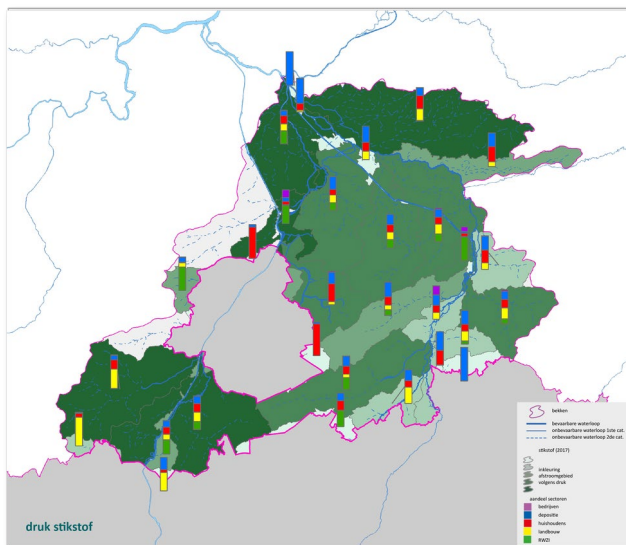 bekken
bevaarbare waterloop
onbevaarbare waterloop 1ste cat.
onbevaarbare waterloop 2de cat.
stikstof (2017)
inkleuring
afstroomgebied
volgens druk
aandeel sectoren
bedrijven
depositie
huishoudens
landbouw
RWZI
druk stikstof